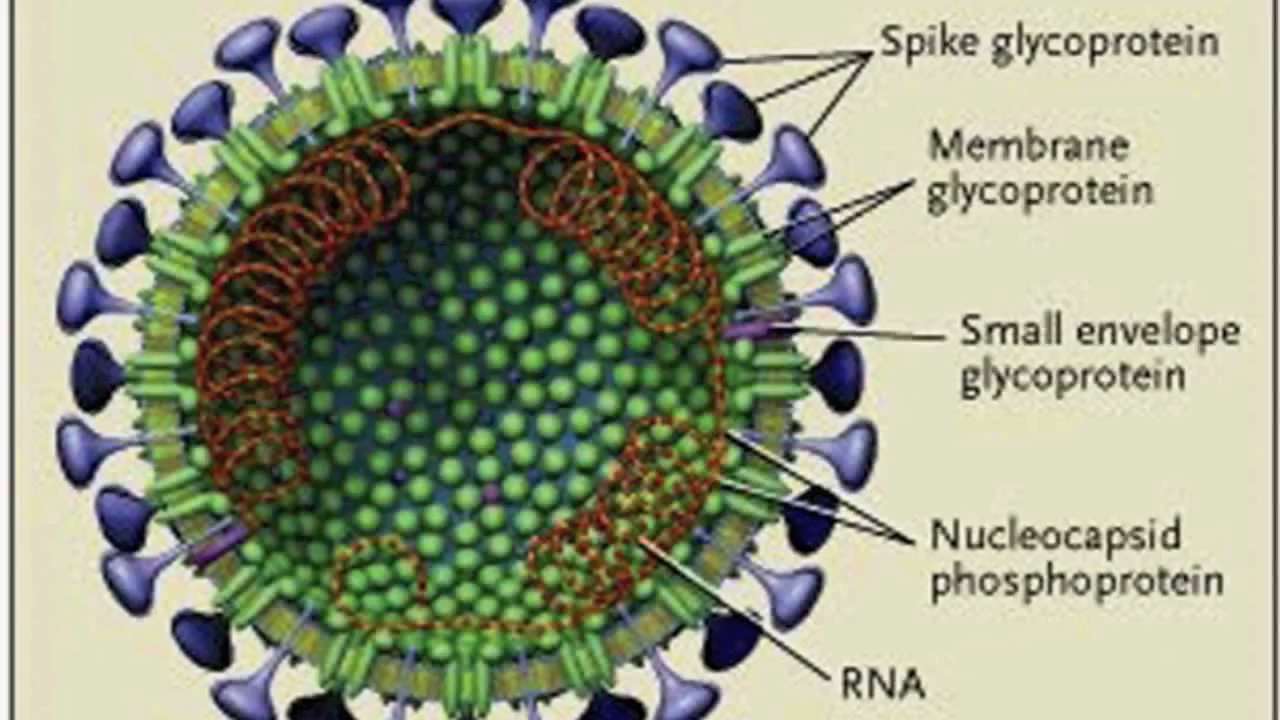 Spike glycoprotein
Membrane
glycoprotein
Small envelope
glycoprotein
Nucleocapsid
phosphoprotein
RNA